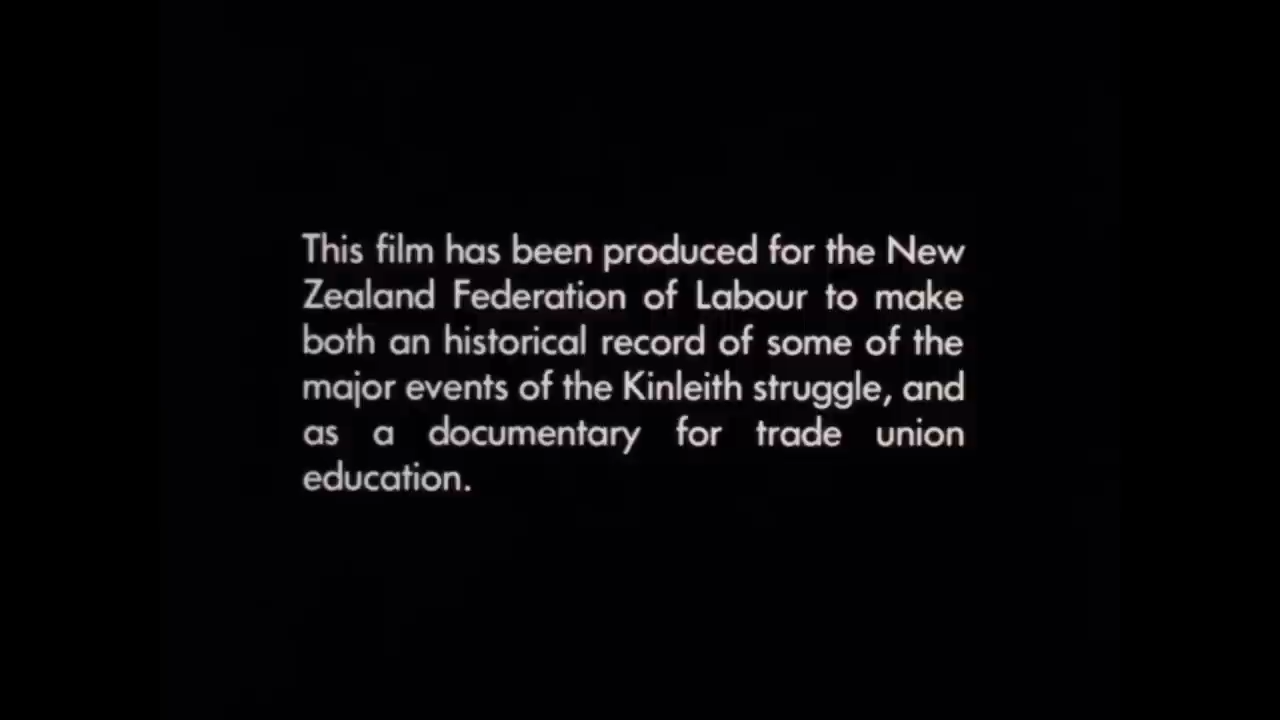 This film has been produced for the New
Zealand Federation of Labour to make
both an historical record of some of the
major events of the Kinleith struggle, and
as a documentary for trade union
education.